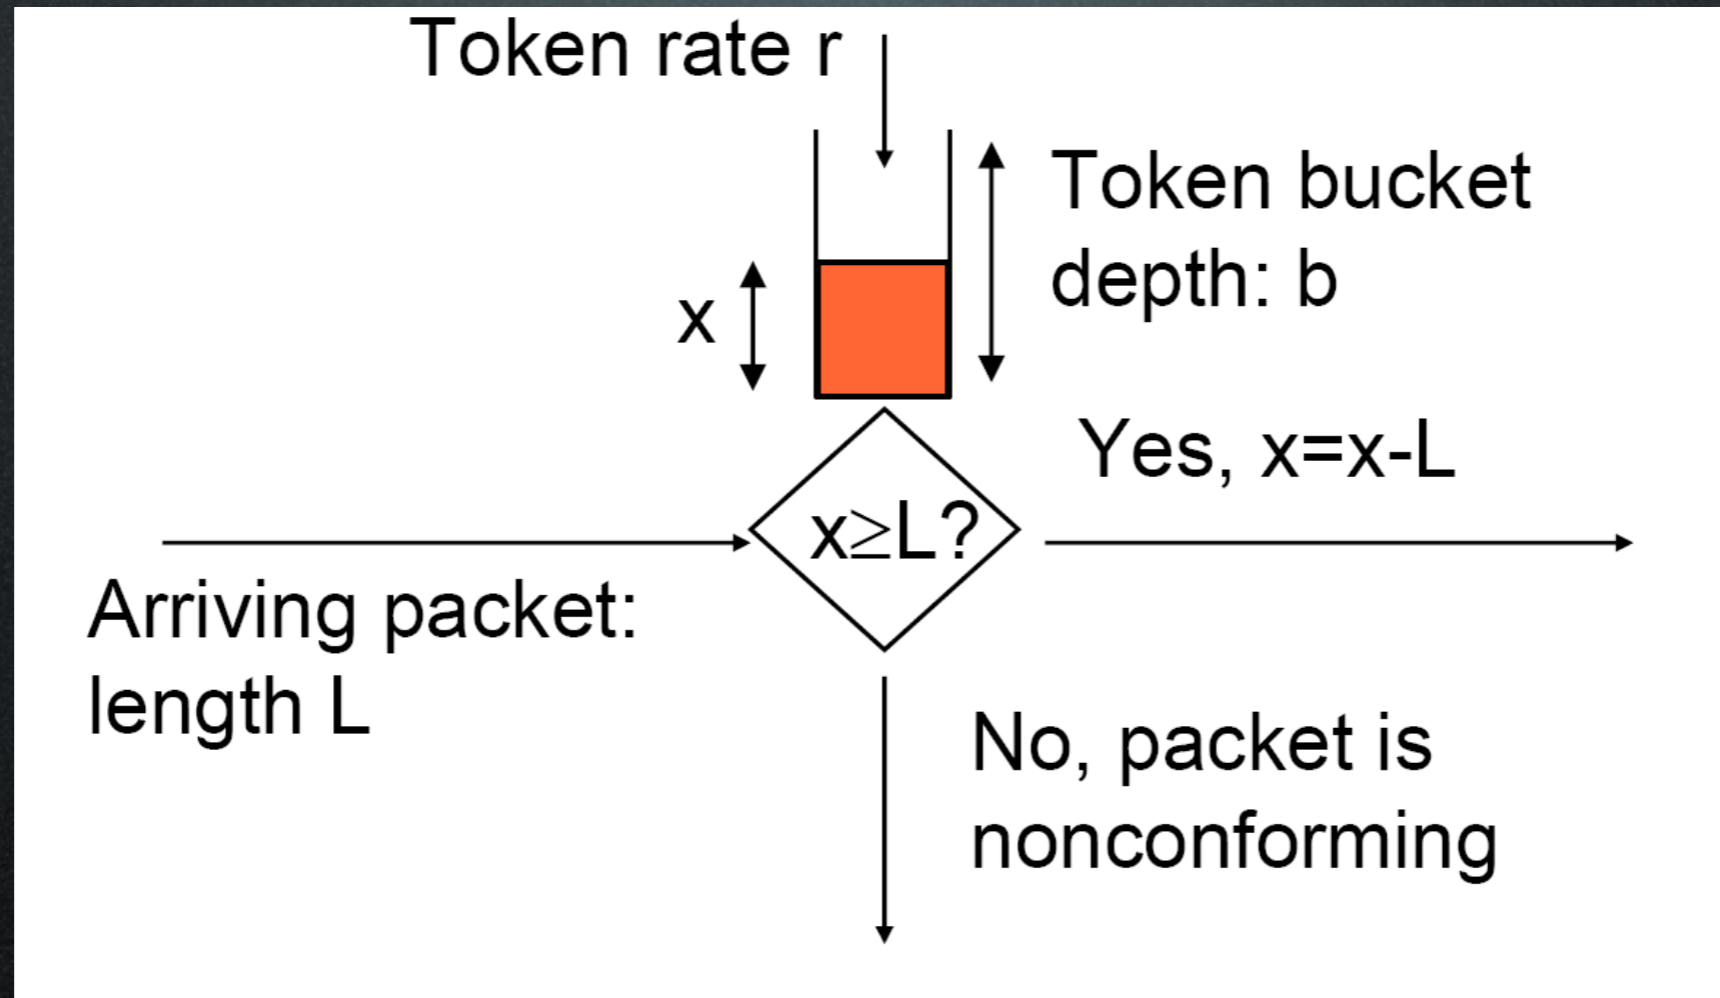 Token rate r
Token bucket
depth: b
x
Yes, x=x-L
x≥L?
Arriving packet:
length L
No, packet is
nonconforming